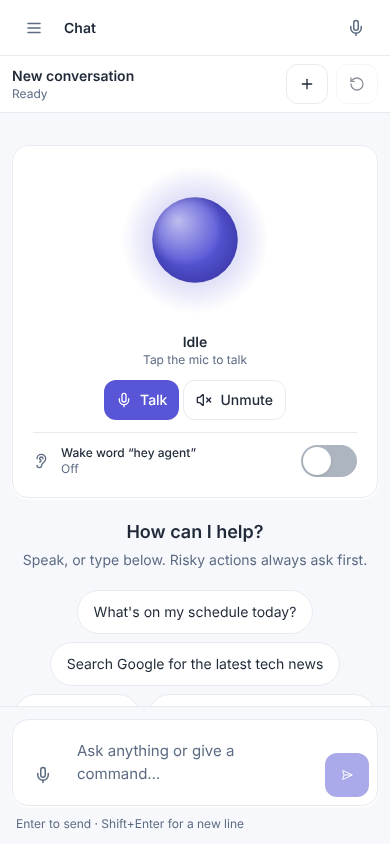 Chat
New conversation
Ready
Idle
Tap the mic to talk
Talk
Unmute
Wake word “hey agent”
Off
How can I help?
Speak, or type below. Risky actions always ask first.
What's on my schedule today?
Search Google for the latest tech news
Ask anything or give a
command...
Enter to send · Shift+Enter for a new line